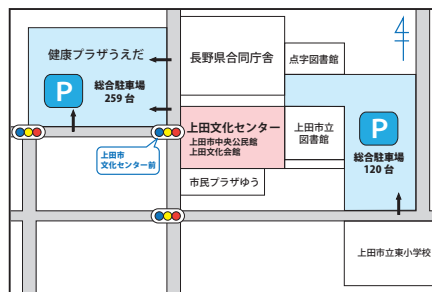 健康プラザうえだ
P
総合駐車場
259 台
長野県合同庁舎
点字図書館
上田文化センター
上田市中央公民館
上田文化会館
上田市立
図書館
P
総合駐車場
120 台
上田市
文化センター前
市民プラザゆう
上田市立東小学校